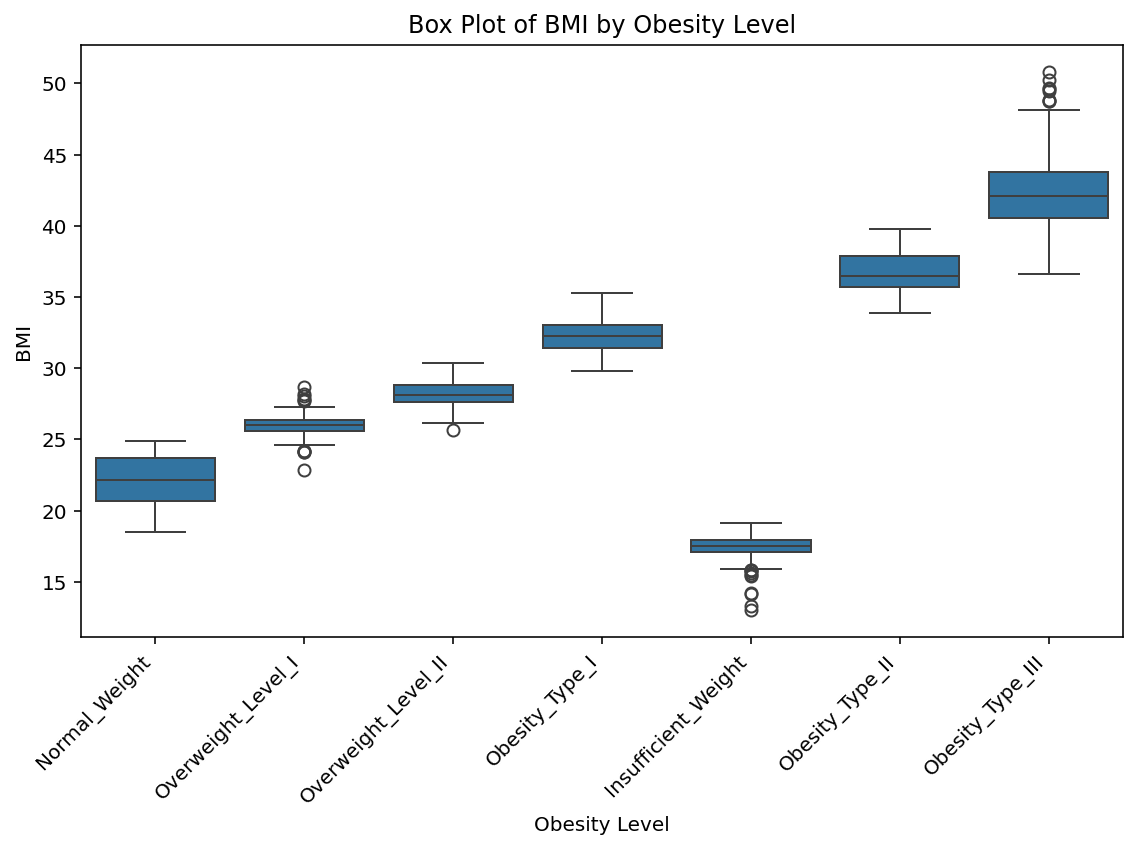 Box Plot of BMI by Obesity Level
BMI
50
45
40
35
30
25
20
15
Normal_Weight
Overweight_Level_I
Overweight_Level_II
Obesity_Type_I
Insufficient_Weight
Obesity_Type_II
Obesity_Type_III
Obesity Level